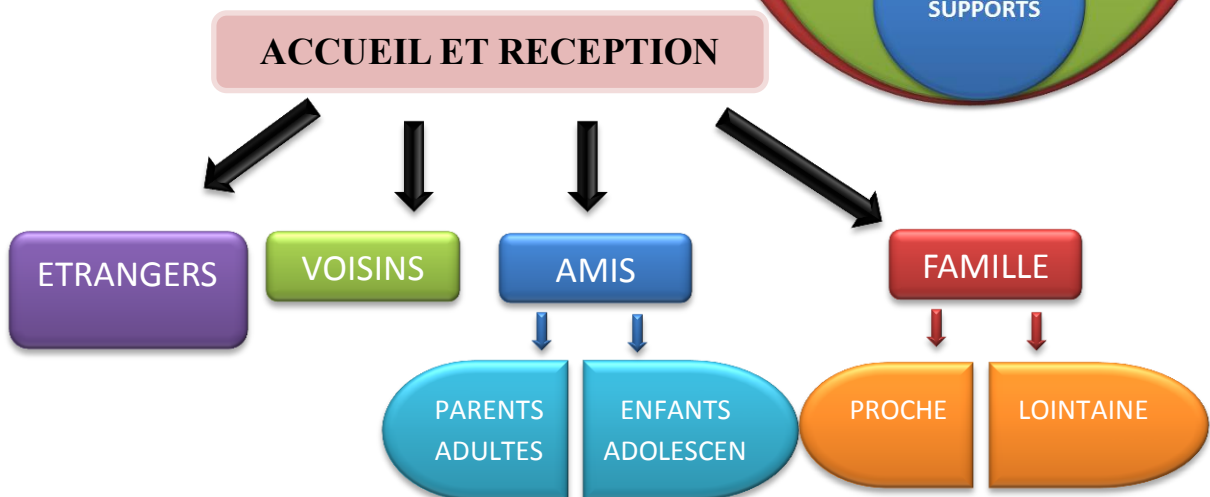 SUPPORTS
ACCUEIL ET RECEPTION
ETRANGERS
VOISINS
AMIS
FAMILLE
PARENTS
ADULTES
ENFANTS
ADOLESCEN
PROCHE
LOINTAINE